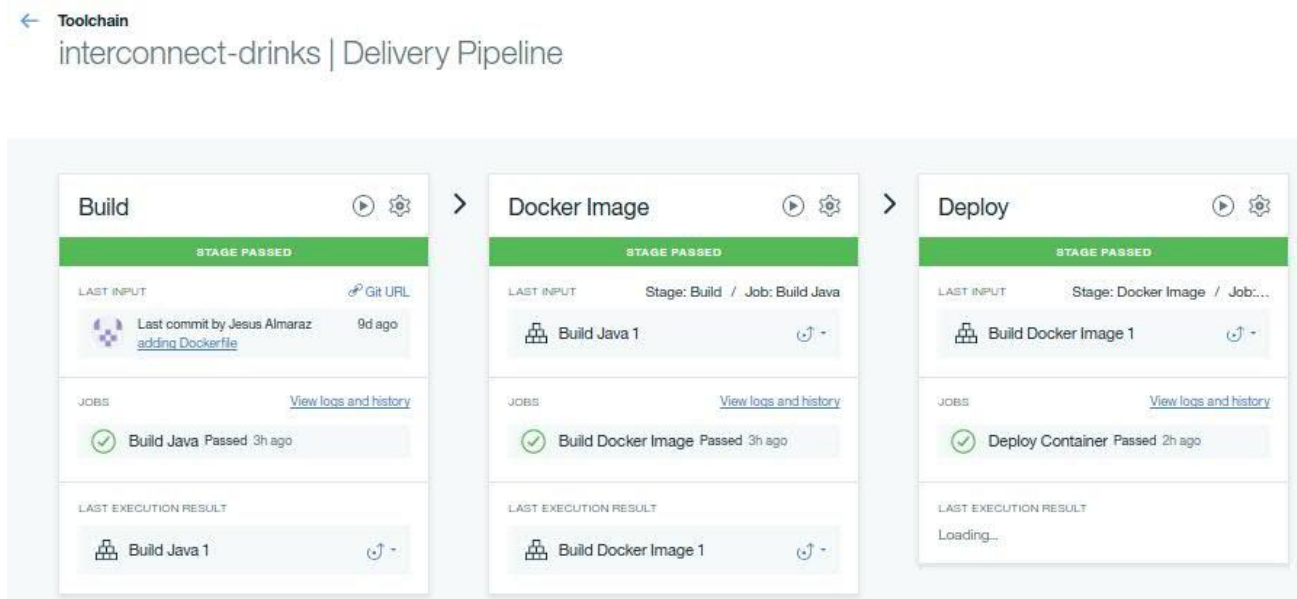 Toolchain
interconnect-drinks | Delivery Pipeline
Build
STAGE PASSED
LAST INPUT Git URL
Last commit by Jesus Almaraz 9d ago
adding Dockerfile
JOBS View logs and history
Build Java Passed 3h ago
LAST EXECUTION RESULT
Build Java 1
Docker Image
STAGE PASSED
LAST INPUT Stage: Build / Job: Build Java
Build Java 1
JOBS View logs and history
Build Docker Image Passed 3h ago
LAST EXECUTION RESULT
Build Docker Image 1
Deploy
STAGE PASSED
LAST INPUT Stage: Docker Image / Job:...
Build Docker Image 1
JOBS View logs and history
Deploy Container Passed 2h ago
LAST EXECUTION RESULT
Loading...